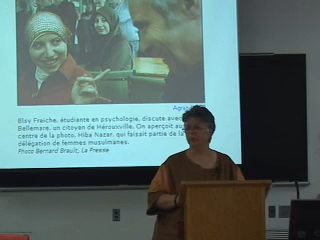 Agrandir
Elsy Freiche, étudiante en psychologie, discute avec
Bellemare, un citoyen de Hérouxville. On aperçoit au
centre de la photo, Hiba Nazar, qui faisait partie de la
délégation de femmes musulmanes.
Photo Bernard Brault, La Presse